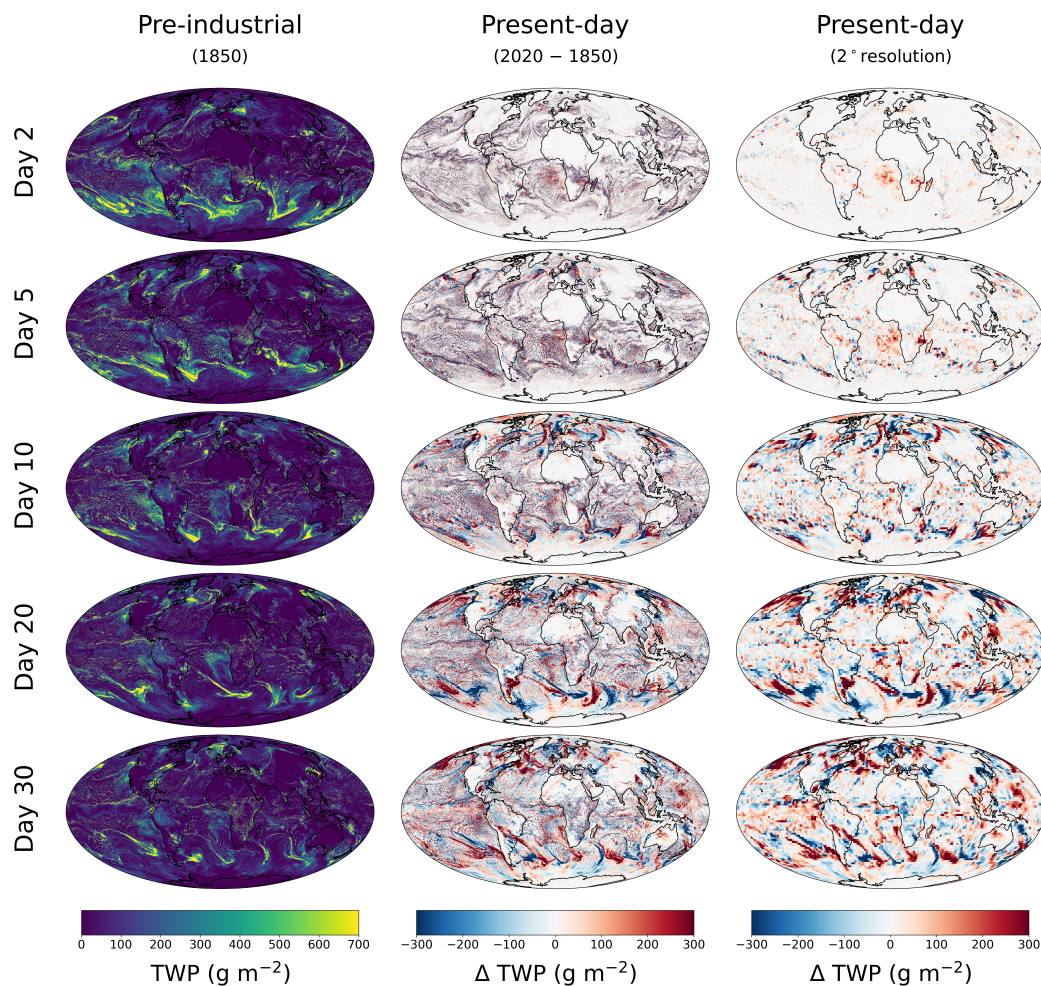 Pre-industrial
(1850)
Present-day
(2020 − 1850)
Present-day
(2°resolution)
Day 2
Day 5
Day 10
Day 20
Day 30
0 100 200 300 400 500 600 700
TWP (g m⁻²)
−300 −200 −100 0 100 200 300
Δ TWP (g m⁻²)
−300 −200 −100 0 100 200 300
Δ TWP (g m⁻²)